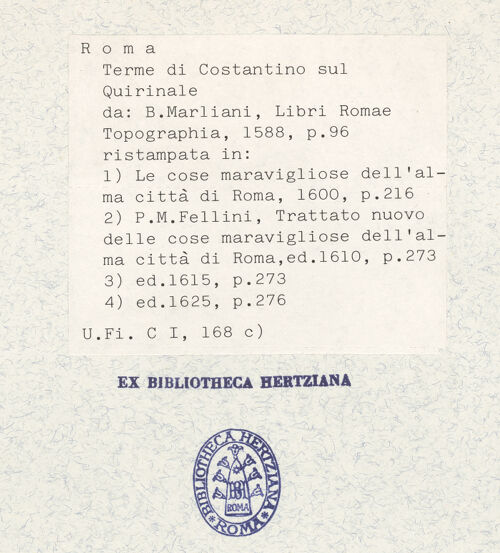 R o m a
Terme di Costantino sul
Quirinale
da: B.Marliani, Libri Romae
Topographia, 1588, p.96
ristampata in:
1) Le cose maravigliose dell'al-
ma città di Roma, 1600, p.216
2) P.M.Fellini, Trattato nuovo
delle cose maravigliose dell'al-
ma città di Roma,ed.1610, p.273
3) ed.1615, p.273
4) ed.1625, p.276
U.Fi. C I, 168 c)
EX BIBLIOTHECA HERTZIANA
BIBLIOTHECA HERTZIANA
ROMA
*ROMA*